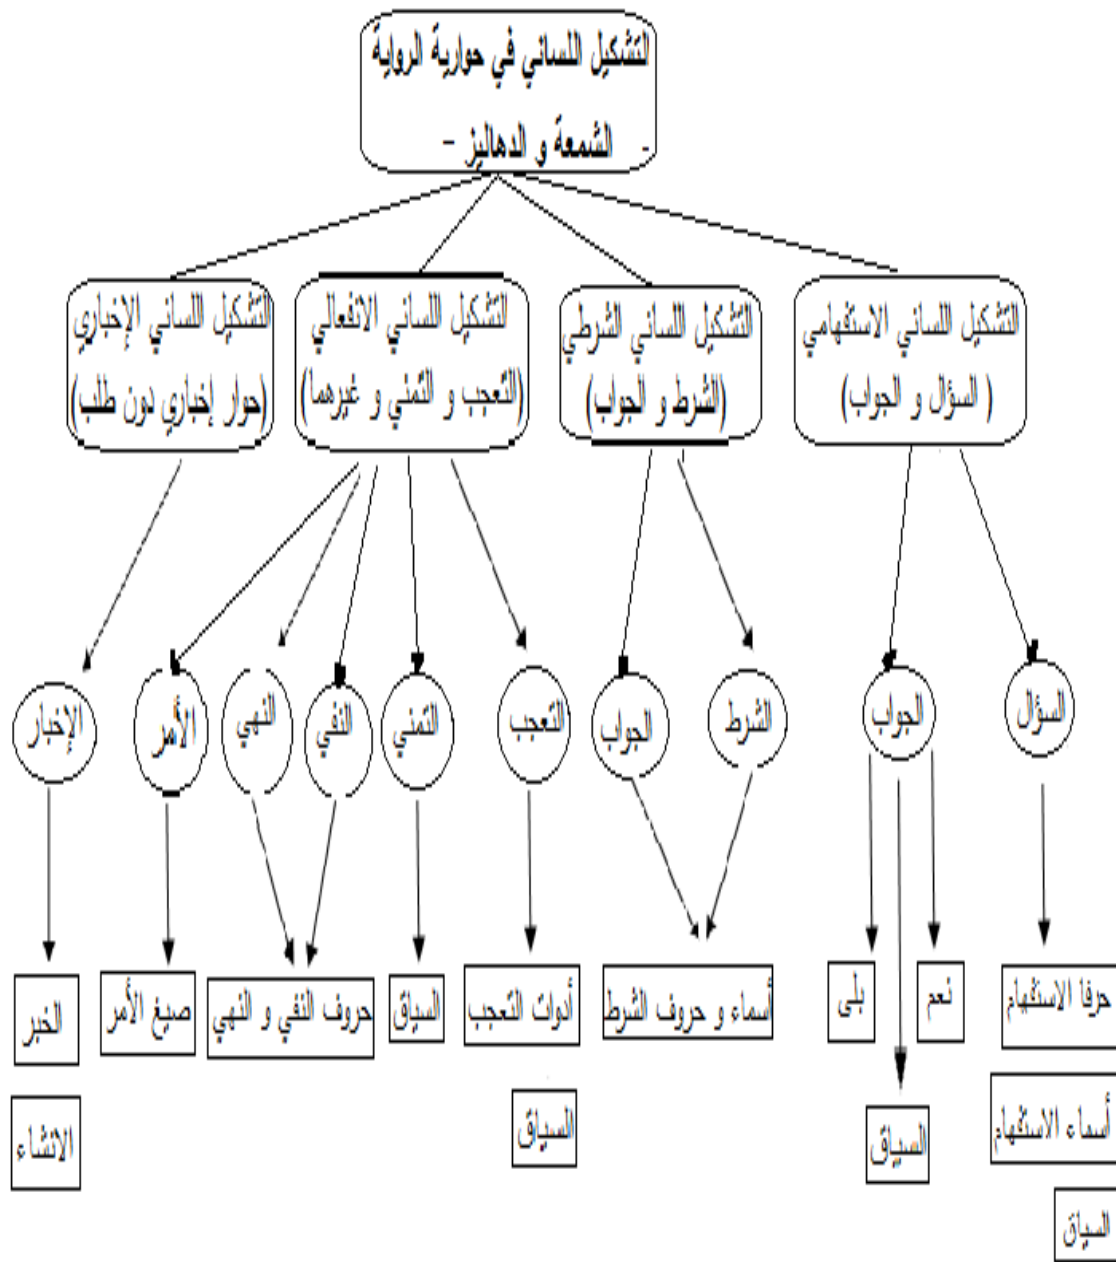 التشكيل اللساني في حوارية الرواية
- الشمعة و الدهاليز -
التشكيل اللساني الاستفهامي
( السؤال و الجواب)
التشكيل اللساني الشرطي
(الشرط و الجواب)
التشكيل اللساني الانفعالي
(التعجب و التمني و غيرهما)
التشكيل اللساني الإخباري
(حوار إخباري دون طلب)
السؤال
الجواب
الشرط
الجواب
التعجب
التمني
النفي
النهي
الأمر
الإخبار
حرفا الاستفهام
نعم
بلى
أسماء و حروف الشرط
أدوات التعجب
السياق
حروف النفي و النهي
صيغ الأمر
الخبر
أسماء الاستفهام
السياق
السياق
الانشاء
السياق